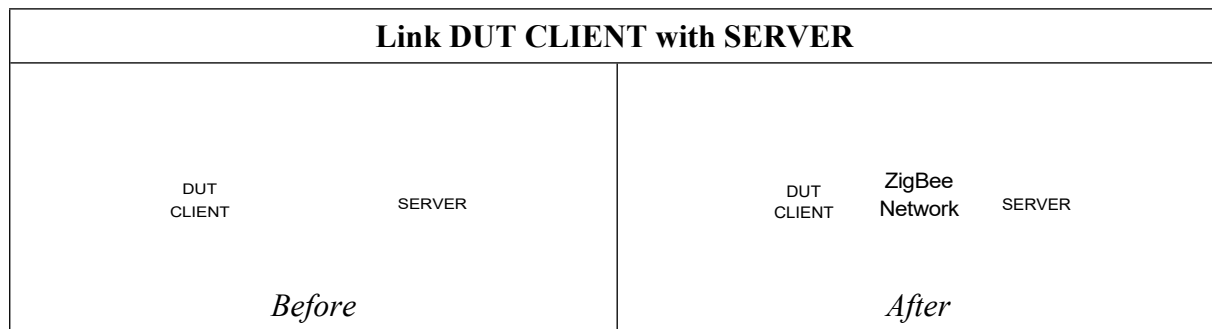 Link DUT CLIENT with SERVER
DUT
CLIENT
SERVER
Before
DUT
CLIENT
ZigBee
Network
SERVER
After